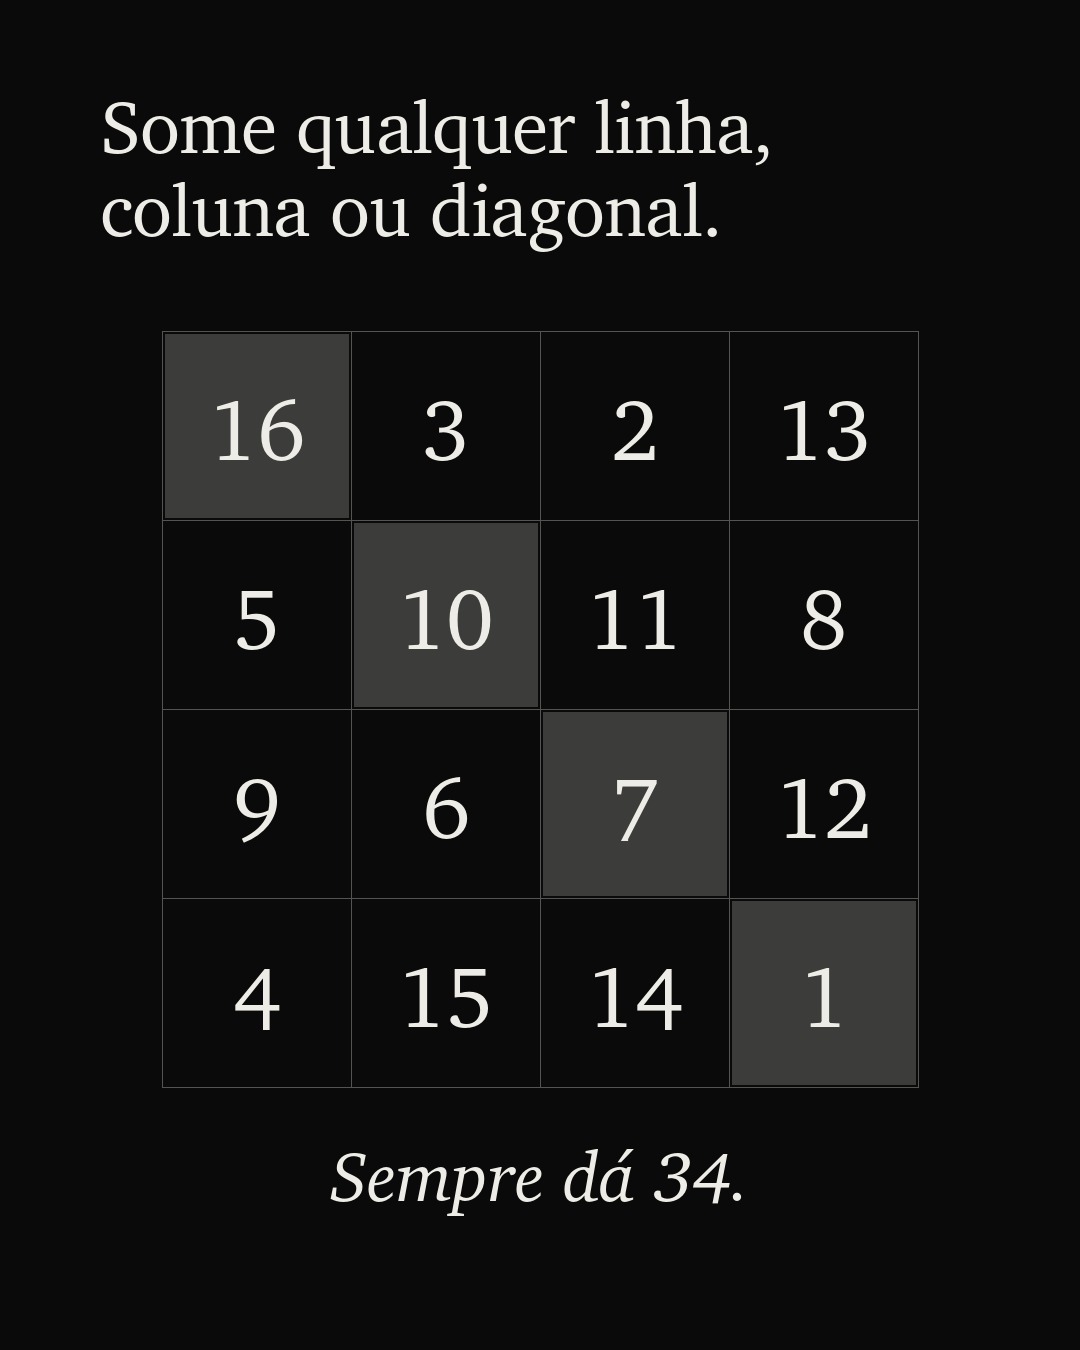 Some qualquer linha,
coluna ou diagonal.
16 3 2 13
5 10 11 8
9 6 7 12
4 15 14 1
Sempre dá 34.